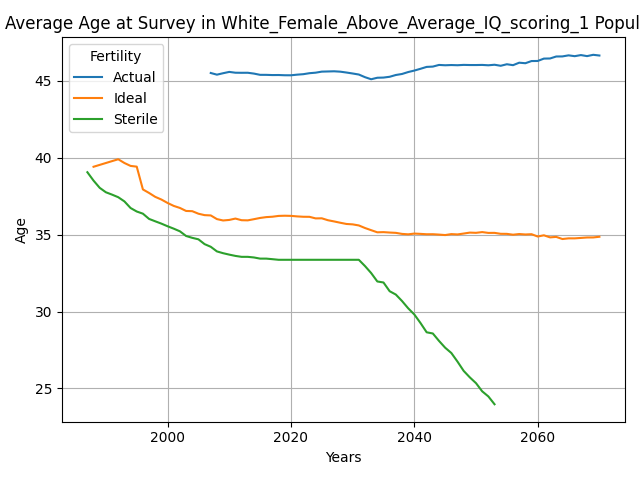 Average Age at Survey in White_Female_Above_Average_IQ_scoring_1 Popul
Fertility
Actual
Ideal
Sterile
45
40
35
30
25
Age
2000
2020
2040
2060
Years